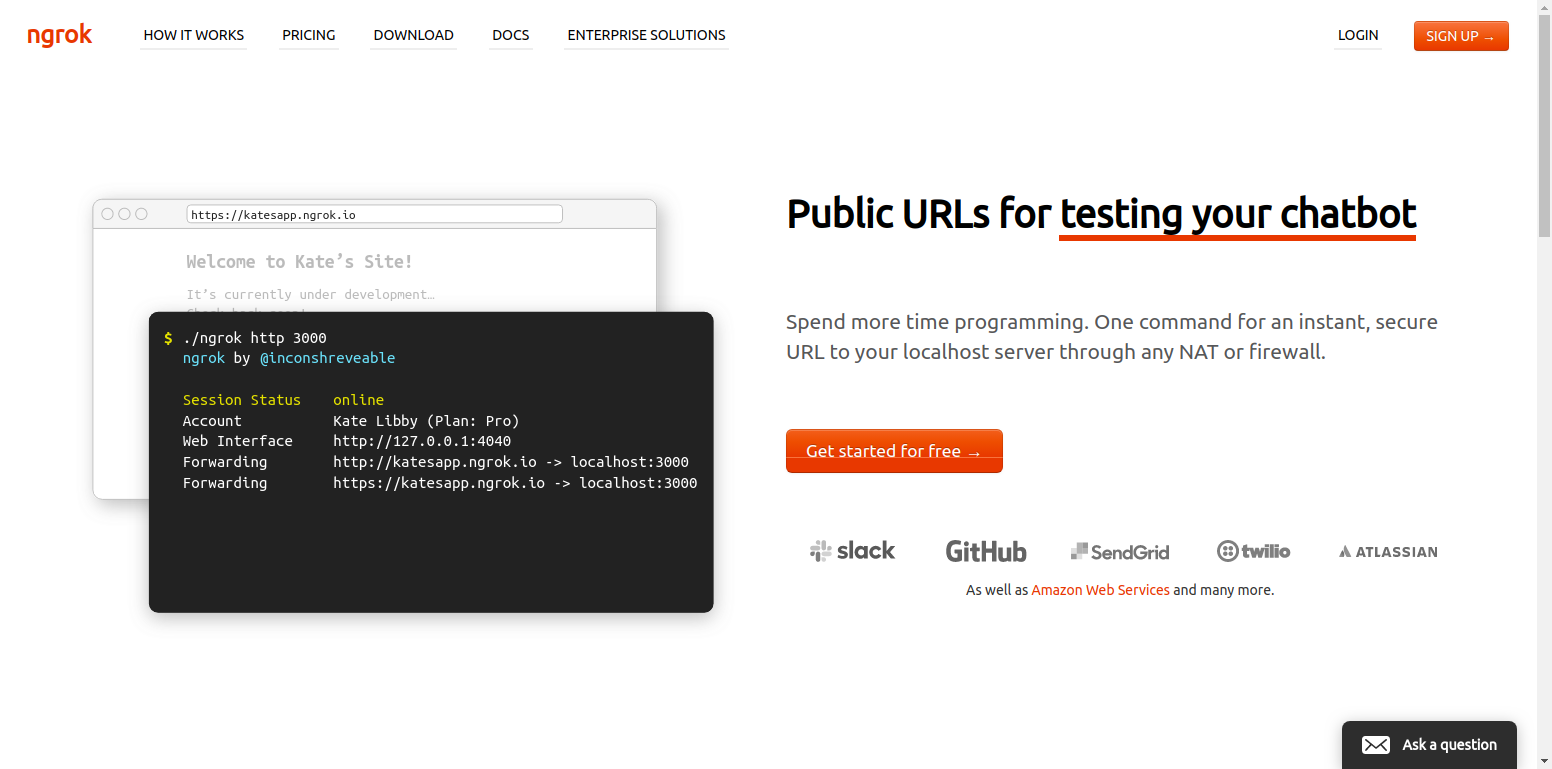 ngrok
HOW IT WORKS
PRICING
DOWNLOAD
DOCS
ENTERPRISE SOLUTIONS
LOGIN
SIGN UP →
https://katesapp.ngrok.io
Welcome to Kate’s Site!
It’s currently under development…
$ ./ngrok http 3000
ngrok by @inconshreveable
Session Status online
Account Kate Libby (Plan: Pro)
Web Interface http://127.0.0.1:4040
Forwarding http://katesapp.ngrok.io -> localhost:3000
Forwarding https://katesapp.ngrok.io -> localhost:3000
Public URLs for testing your chatbot
Spend more time programming. One command for an instant, secure
URL to your localhost server through any NAT or firewall.
Get started for free →
slack
GitHub
SendGrid
twilio
ATLASSIAN
As well as Amazon Web Services and many more.
Ask a question